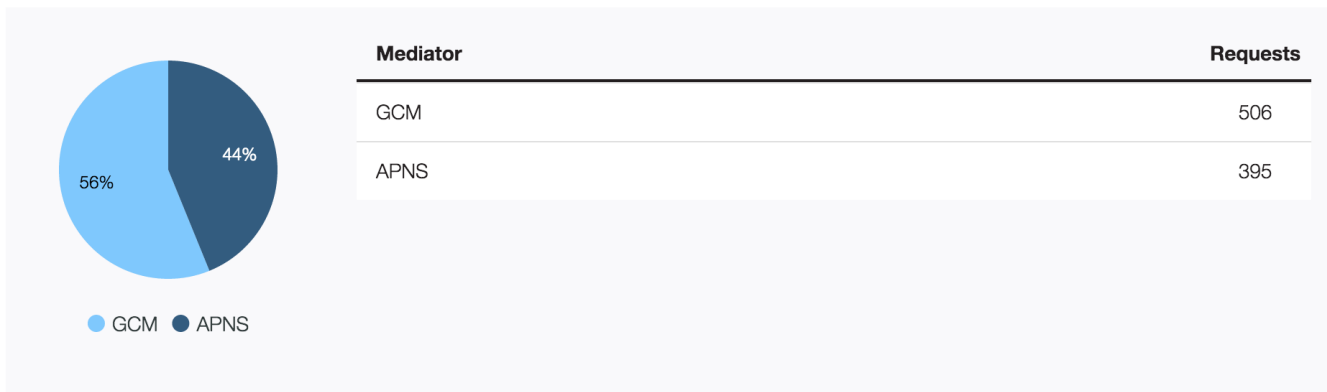 44%
56%
GCM APNS
Mediator Requests
GCM 506
APNS 395